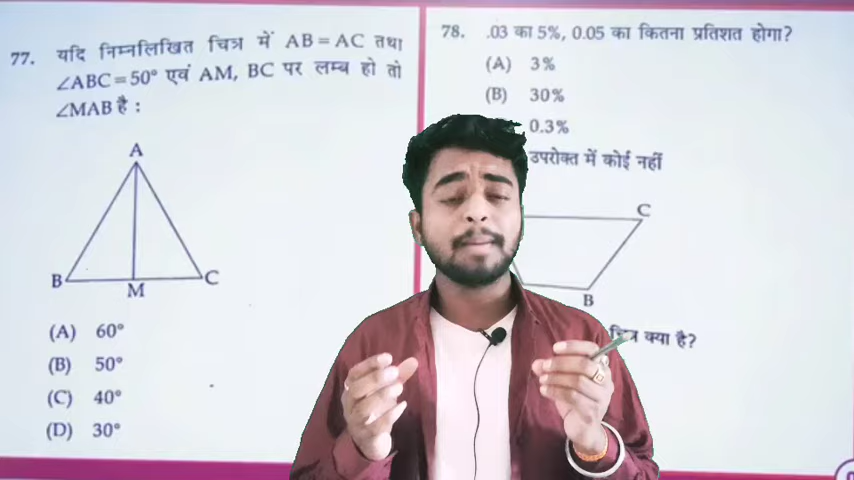 77. यदि निम्नलिखित चित्र में AB = AC तथा
∠ABC = 50° एवं AM, BC पर लम्ब हो तो
∠MAB है :
A
B
M
C
(A) 60°
(B) 50°
(C) 40°
(D) 30°
78. .03 का 5%, 0.05 का कितना प्रतिशत होगा?
(A) 3%
(B) 30%
0.3%
उपरोक्त में कोई नहीं
C
B
चित्र क्या है?